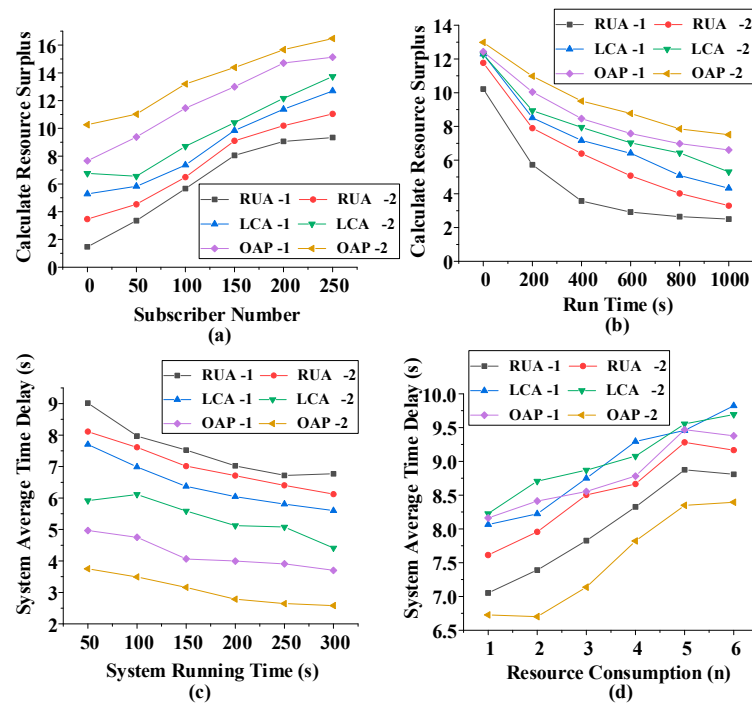 Calculate Resource Surplus
16
14
12
10
8
6
4
2
0
RUA -1
RUA -2
LCA -1
LCA -2
OAP -1
OAP -2
0 50 100 150 200 250
Subscriber Number
(a)
Calculate Resource Surplus
14
12
10
8
6
4
2
0
RUA -1
RUA -2
LCA -1
LCA -2
OAP -1
OAP -2
0 200 400 600 800 1000
Run Time (s)
(b)
System Average Time Delay (s)
9
8
7
6
5
4
3
2
RUA -1
RUA -2
LCA -1
LCA -2
OAP -1
OAP -2
50 100 150 200 250 300
System Running Time (s)
(c)
System Average Time Delay (s)
10.0
9.5
9.0
8.5
8.0
7.5
7.0
6.5
RUA -1
RUA -2
LCA -1
LCA -2
OAP -1
OAP -2
1 2 3 4 5 6
Resource Consumption (n)
(d)